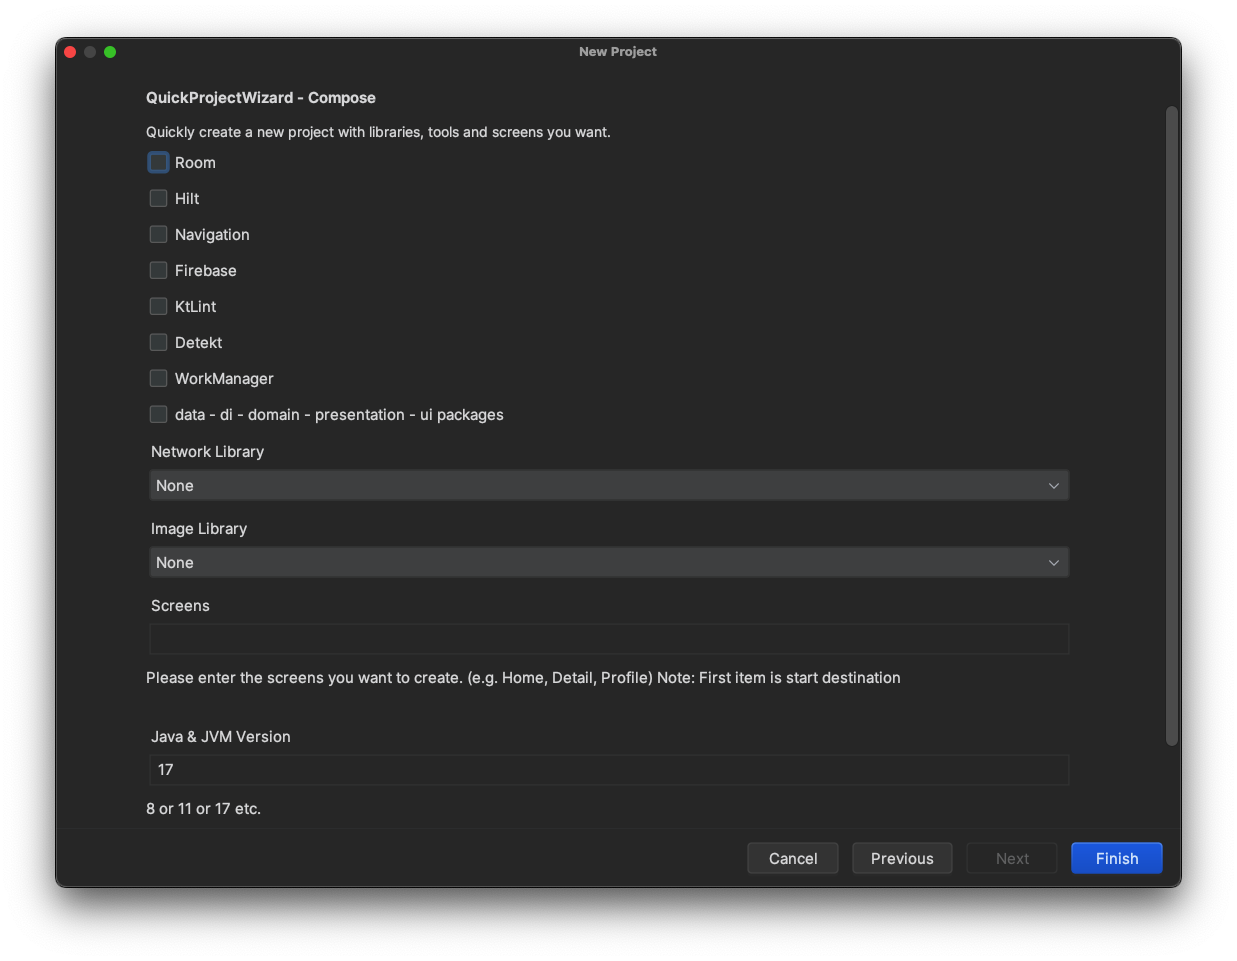 New Project
QuickProjectWizard - Compose
Quickly create a new project with libraries, tools and screens you want.
Room
Hilt
Navigation
Firebase
KtLint
Detekt
WorkManager
data - di - domain - presentation - ui packages
Network Library
None
Image Library
None
Screens
Please enter the screens you want to create. (e.g. Home, Detail, Profile) Note: First item is start destination
Java & JVM Version
17
8 or 11 or 17 etc.
Cancel Previous Next Finish